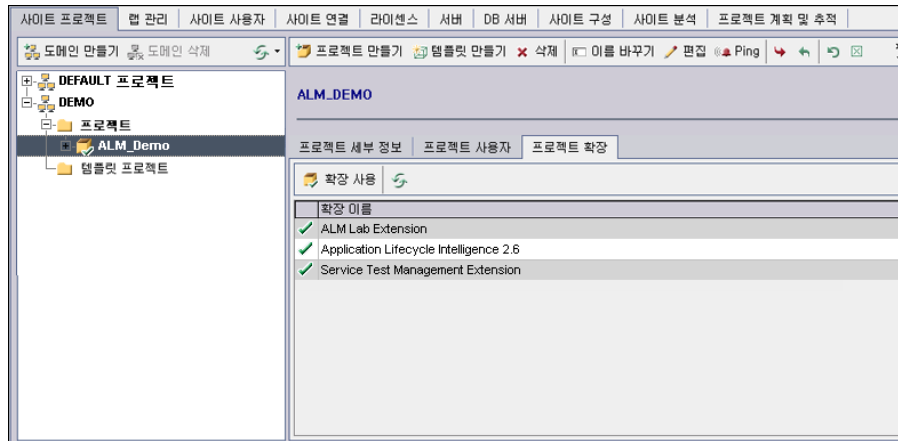 사이트 프로젝트 랩 관리 사이트 사용자 사이트 연결 라이센스 서버 DB 서버 사이트 구성 사이트 분석 프로젝트 계획 및 추적
도메인 만들기 도메인 삭제 프로젝트 만들기 템플릿 만들기 삭제 이름 바꾸기 편집 Ping
DEFAULT 프로젝트
DEMO
프로젝트
ALM_Demo
템플릿 프로젝트
ALM_DEMO
프로젝트 세부 정보 프로젝트 사용자 프로젝트 확장
확장 사용
확장 이름
ALM Lab Extension
Application Lifecycle Intelligence 2.6
Service Test Management Extension